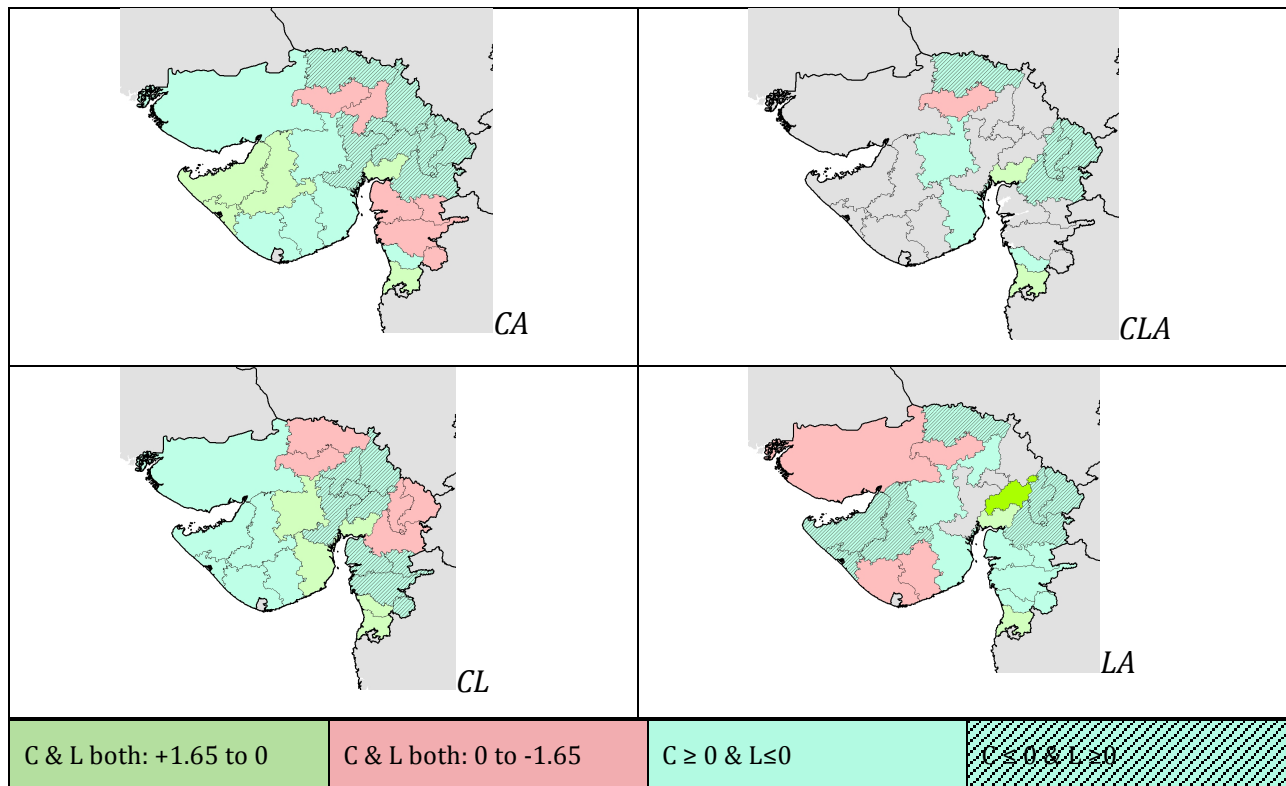 CA
CLA
CL
LA
C & L both: +1.65 to 0
C & L both: 0 to -1.65
C ≥ 0 & L≤0
C ≤ 0 & L ≥0